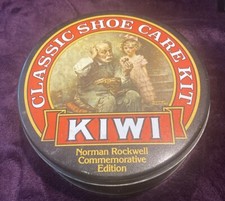 CLASSIC SHOE CARE KIT
KIWI
Norman Rockwell
Commemorative
Edition